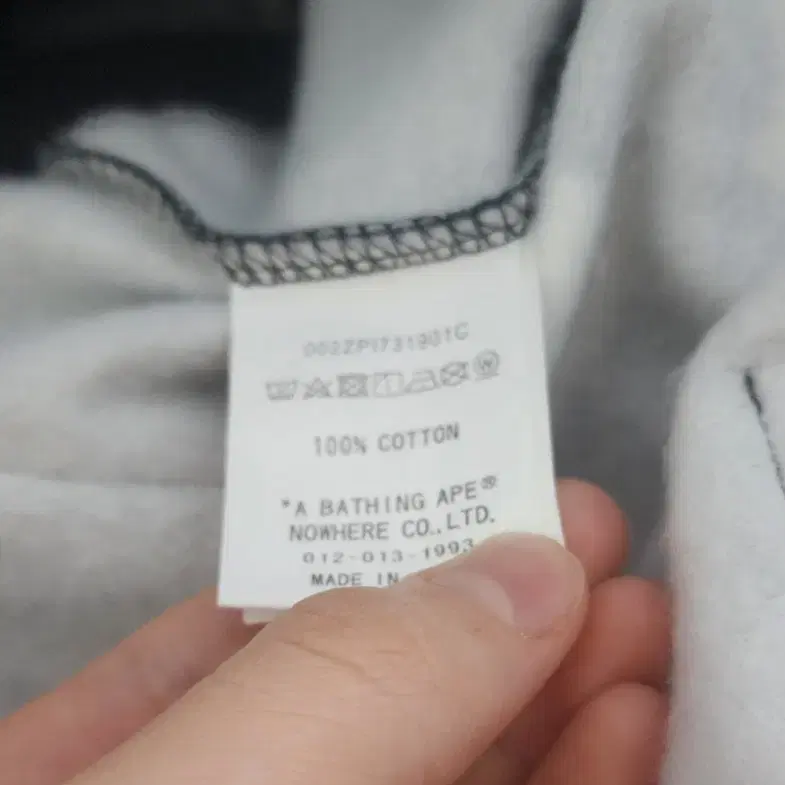 002ZPI731901C
W
100% COTTON
"A BATHING APE®
NOWHERE CO.,LTD.
012-013-1993
MADE IN